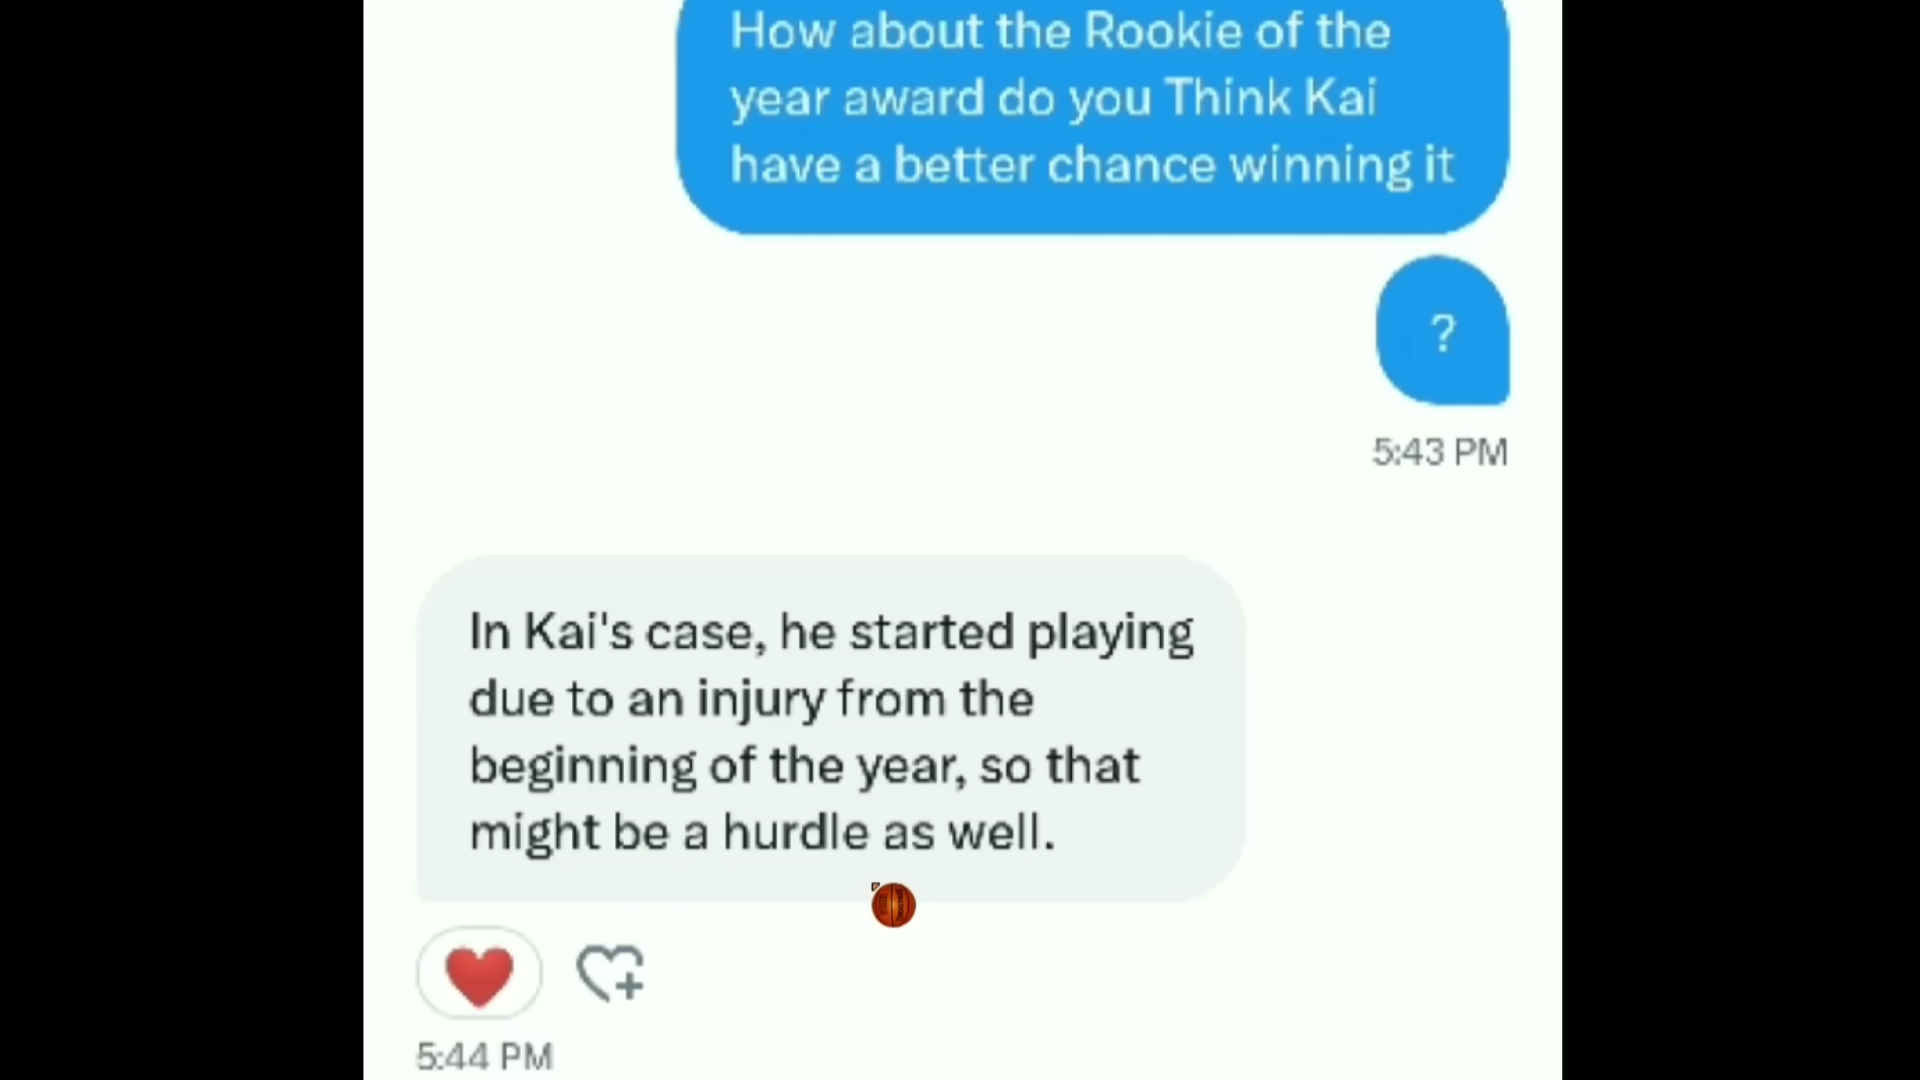 How about the Rookie of the
year award do you Think Kai
have a better chance winning it
?
5:43 PM
In Kai's case, he started playing
due to an injury from the
beginning of the year, so that
might be a hurdle as well.
5:44 PM